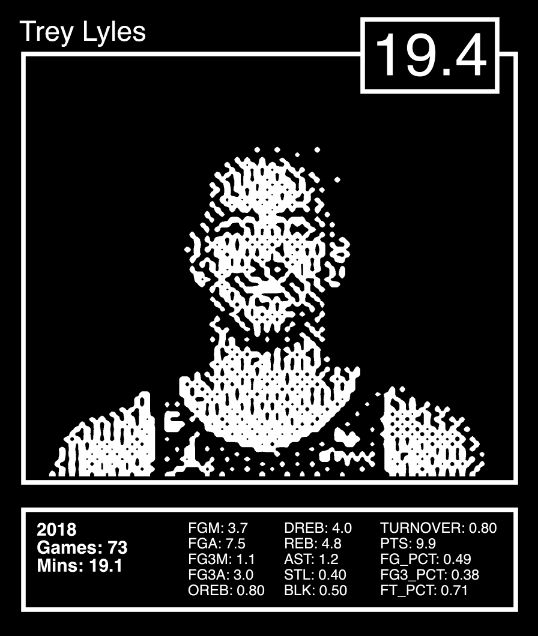 Trey Lyles
19.4
2018
Games: 73
Mins: 19.1
FGM: 3.7
FGA: 7.5
FG3M: 1.1
FG3A: 3.0
OREB: 0.80
DREB: 4.0
REB: 4.8
AST: 1.2
STL: 0.40
BLK: 0.50
TURNOVER: 0.80
PTS: 9.9
FG_PCT: 0.49
FG3_PCT: 0.38
FT_PCT: 0.71